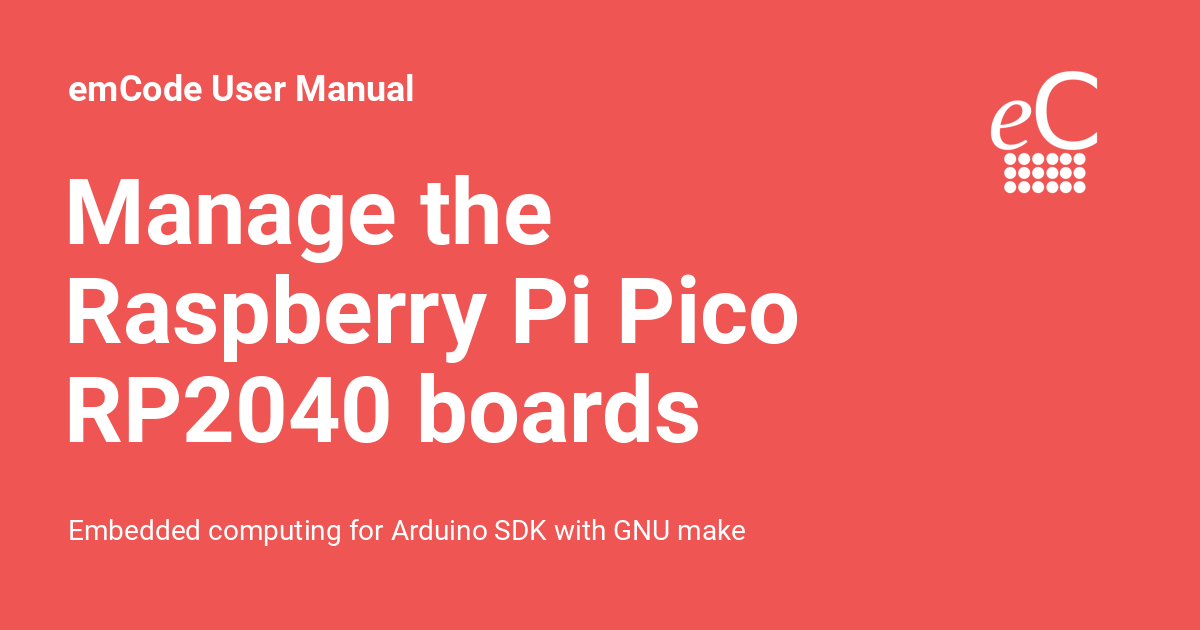 emCode User Manual
eC
Manage the
Raspberry Pi Pico
RP2040 boards
Embedded computing for Arduino SDK with GNU make